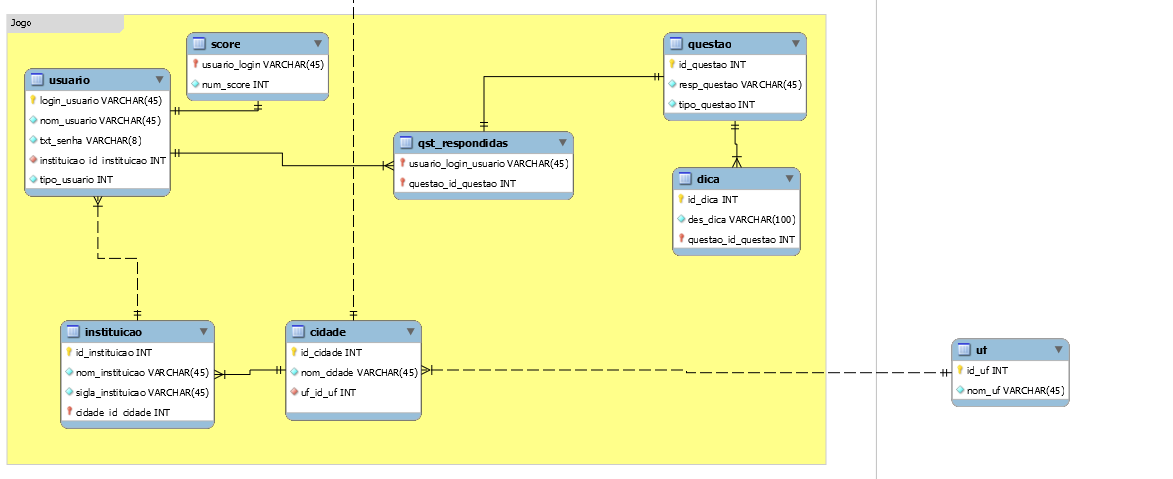 Jogo
score
usuario_login VARCHAR(45)
num_score INT
usuario
login_usuario VARCHAR(45)
nom_usuario VARCHAR(45)
txt_senha VARCHAR(8)
instituicao_id_instituicao INT
tipo_usuario INT
questao
id_questao INT
resp_questao VARCHAR(45)
tipo_questao INT
qst_respondidas
usuario_login_usuario VARCHAR(45)
questao_id_questao INT
dica
id_dica INT
des_dica VARCHAR(100)
questao_id_questao INT
instituicao
id_instituicao INT
nom_instituicao VARCHAR(45)
sigla_instituicao VARCHAR(45)
cidade_id_cidade INT
cidade
id_cidade INT
nom_cidade VARCHAR(45)
uf_id_uf INT
uf
id_uf INT
nom_uf VARCHAR(45)